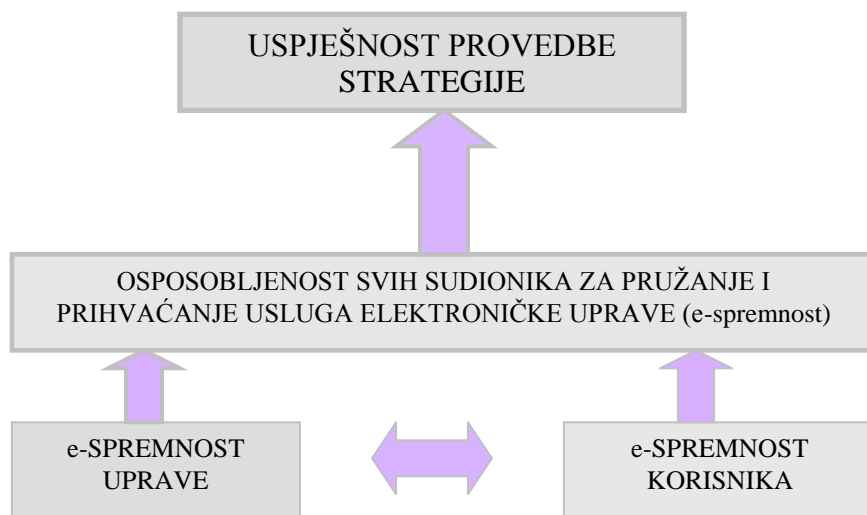 USPJEŠNOST PROVEDBE
STRATEGIJE
OSPOSOBLJENOST SVIH SUDIONIKA ZA PRUŽANJE I
PRIHVAĆANJE USLUGA ELEKTRONIČKE UPRAVE (e-spremnost)
e-SPREMNOST
UPRAVE
e-SPREMNOST
KORISNIKA